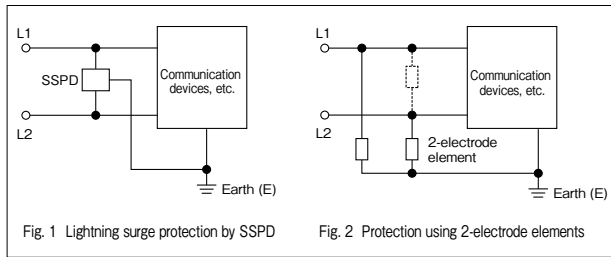 L1
SSPD
L2
Communication
devices, etc.
Earth (E)
Fig. 1 Lightning surge protection by SSPD
L1
L2
Communication
devices, etc.
2-electrode
element
Earth (E)
Fig. 2 Protection using 2-electrode elements